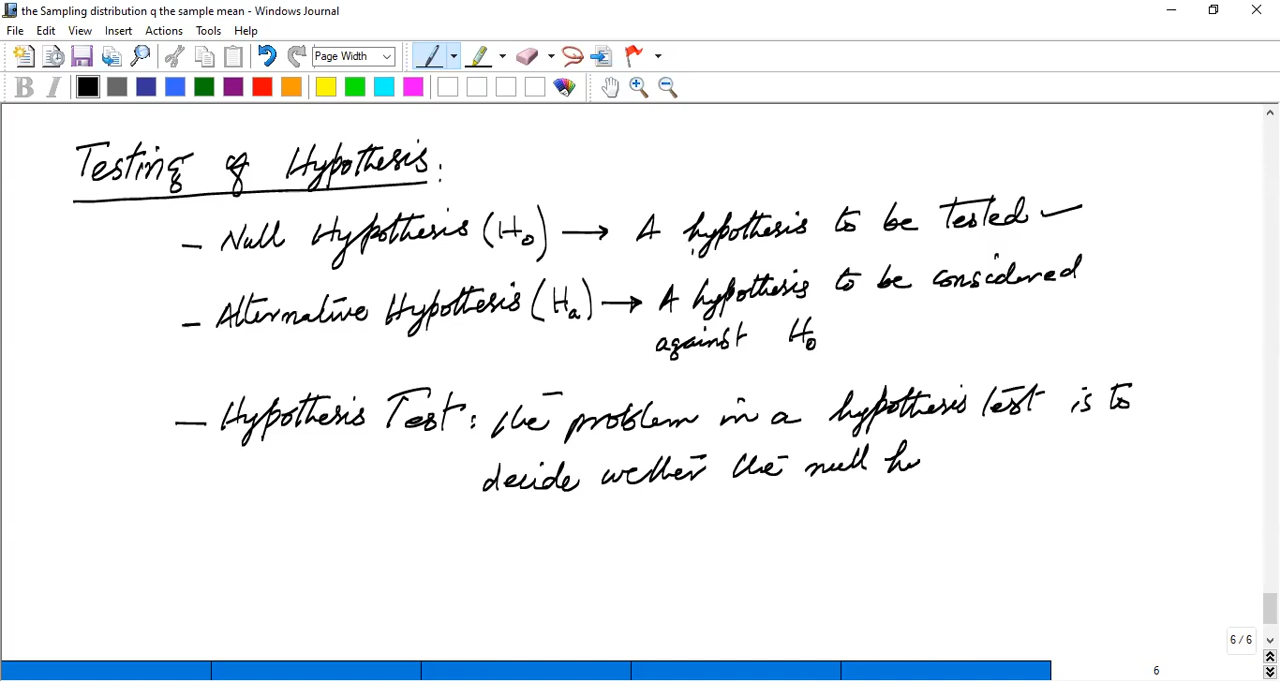 the Sampling distribution q the sample mean - Windows Journal
File Edit View Insert Actions Tools Help
Page Width
B I
Testing of Hypothesis:
- Null Hypothesis (H₀) → A hypothesis to be Tested
- Alternative Hypothesis (Hₐ) → A hypothesis to be considered
against H₀
- Hypothesis Test: the problem in a hypothesis test is to
decide wether the null hy
6 / 6
6